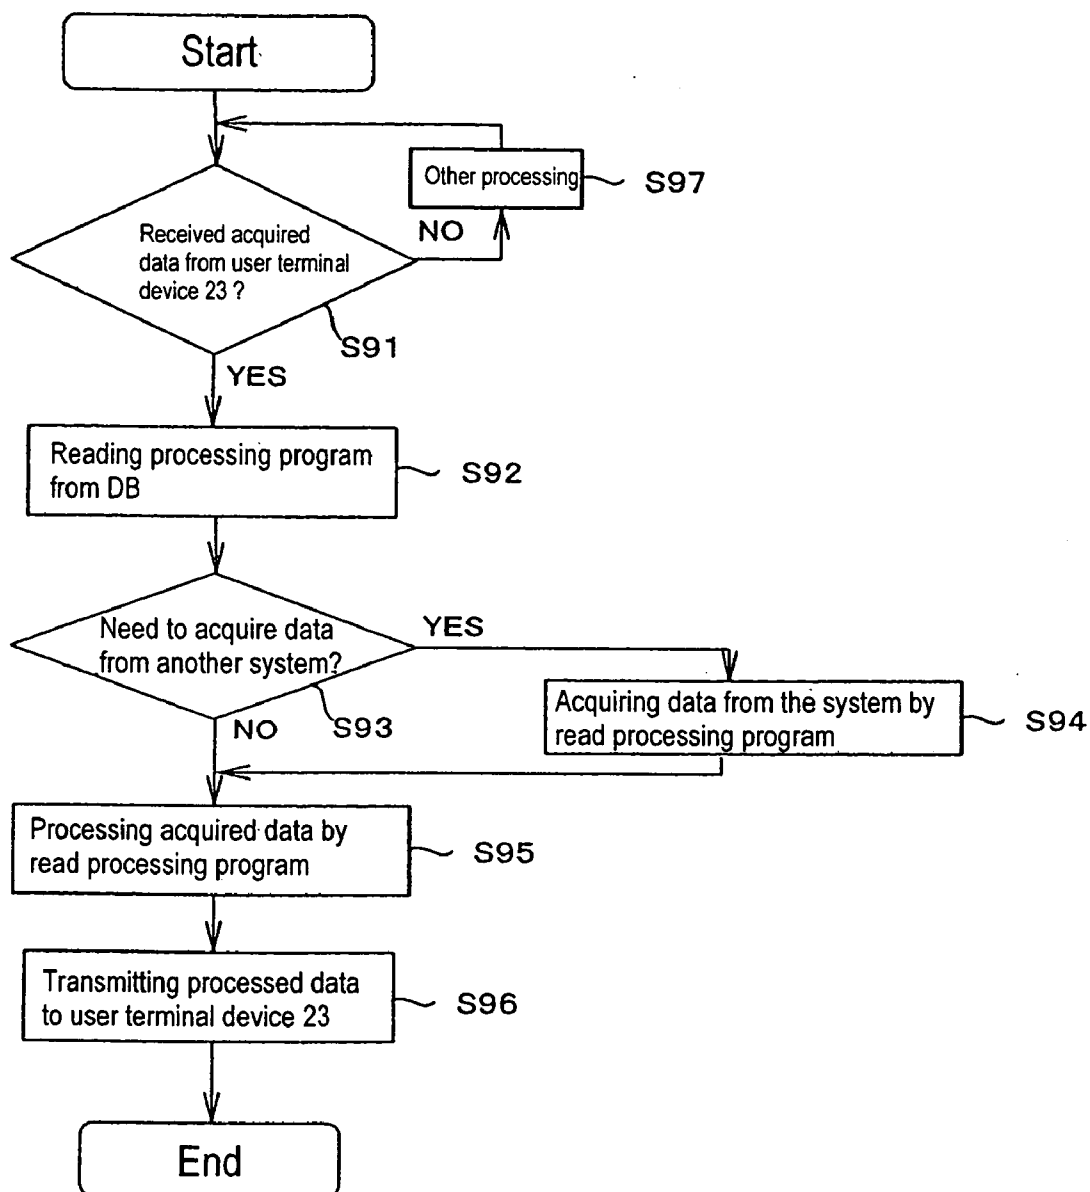 Start
Other processing
S97
NO
Received acquired
data from user terminal
device 23 ?
S91
YES
Reading processing program
from DB
S92
Need to acquire data
from another system?
YES
S93
NO
Acquiring data from the system by
read processing program
S94
Processing acquired data by
read processing program
S95
Transmitting processed data
to user terminal device 23
S96
End